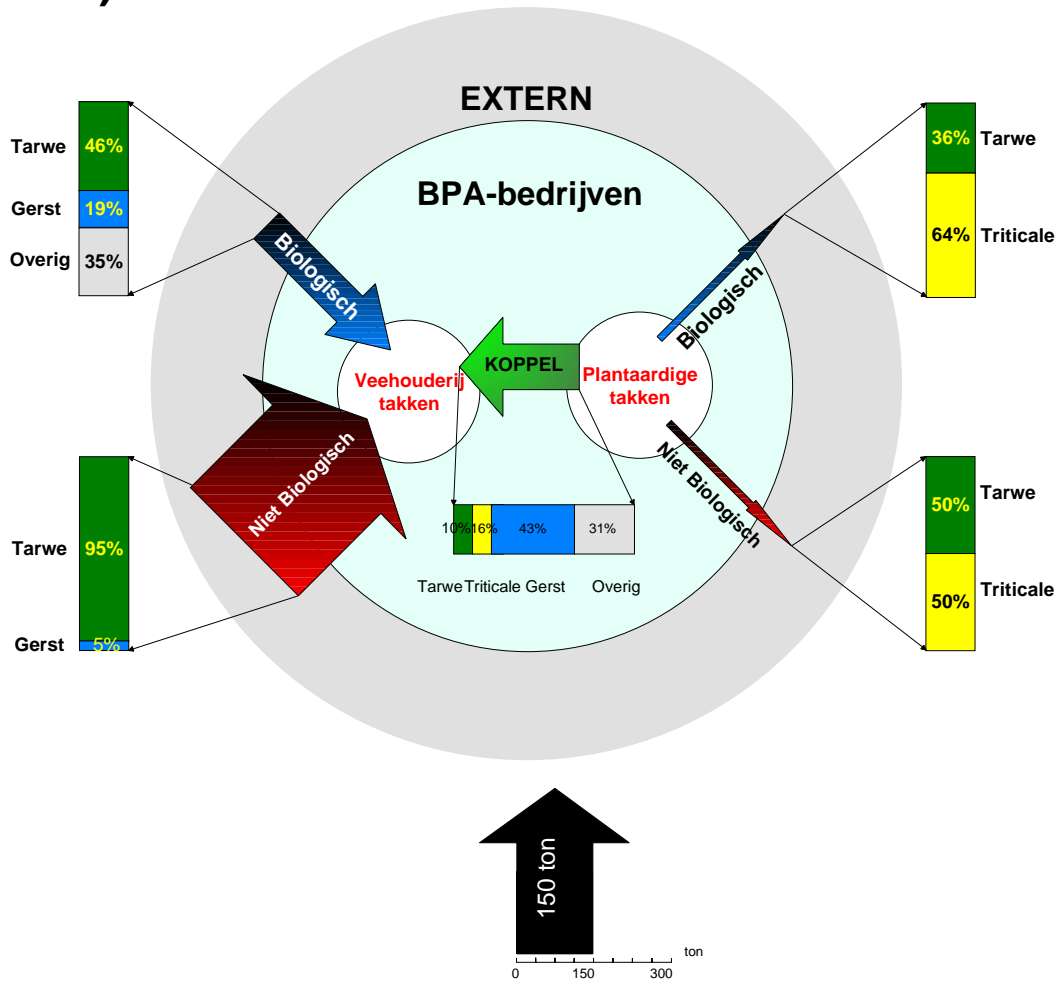 )
EXTERN
BPA-bedrijven
Tarwe 46%
Gerst 19%
Overig 35%
Biologisch
36% Tarwe
64% Triticale
Biologisch
KOPPEL
Veehouderij
takken
Plantaardige
takken
Niet Biologisch
Niet Biologisch
Tarwe 95%
Gerst 5%
50% Tarwe
50% Triticale
10% 16% 43% 31%
Tarwe Triticale Gerst Overig
150 ton
ton
0 150 300